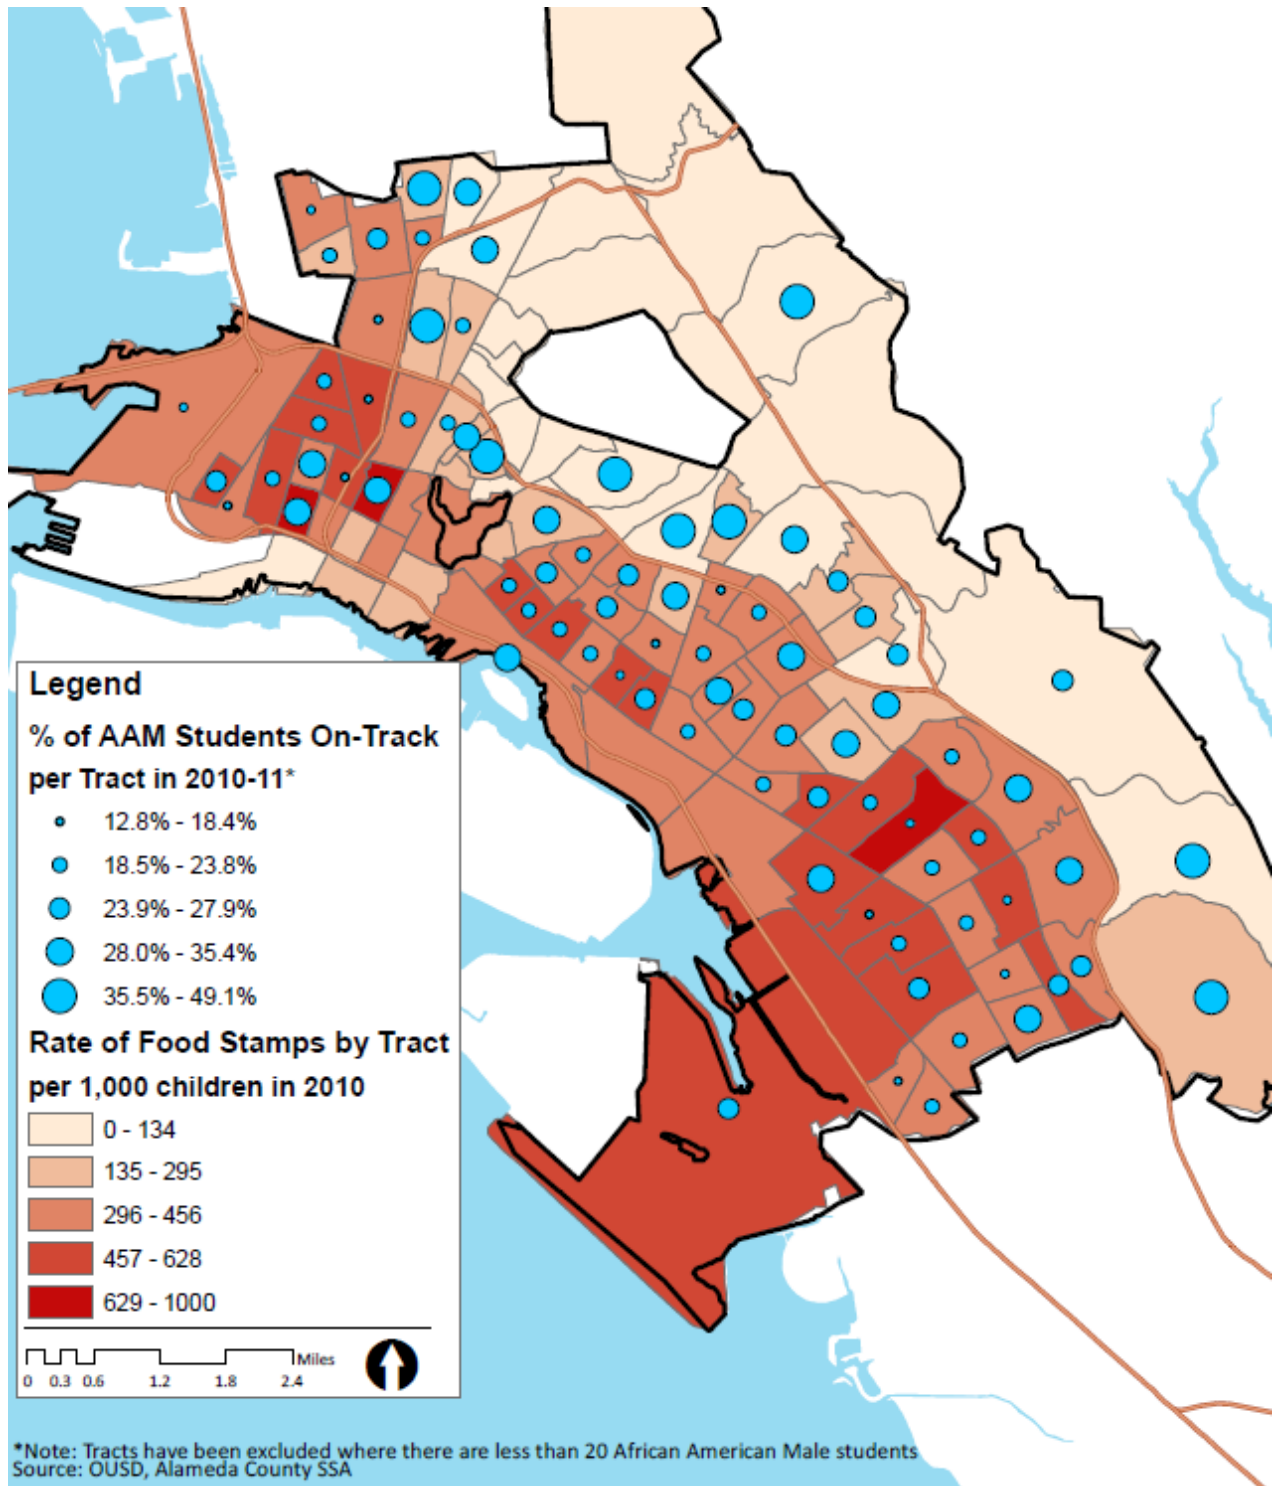 Legend
% of AAM Students On-Track
per Tract in 2010-11*
12.8% - 18.4%
18.5% - 23.8%
23.9% - 27.9%
28.0% - 35.4%
35.5% - 49.1%
Rate of Food Stamps by Tract
per 1,000 children in 2010
0 - 134
135 - 295
296 - 456
457 - 628
629 - 1000
Miles
0 0.3 0.6 1.2 1.8 2.4
*Note: Tracts have been excluded where there are less than 20 African American Male students
Source: OUSD, Alameda County SSA